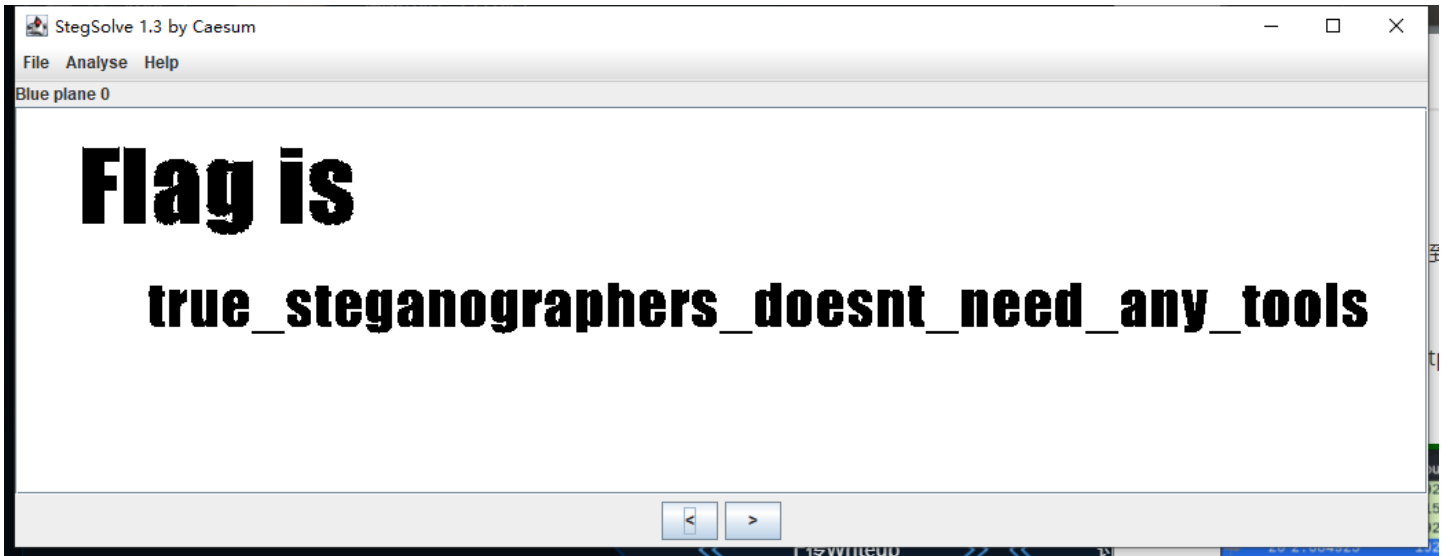 StegSolve 1.3 by Caesum
File Analyse Help
Blue plane 0
Flag is
true_steganographers_doesnt_need_any_tools
< >